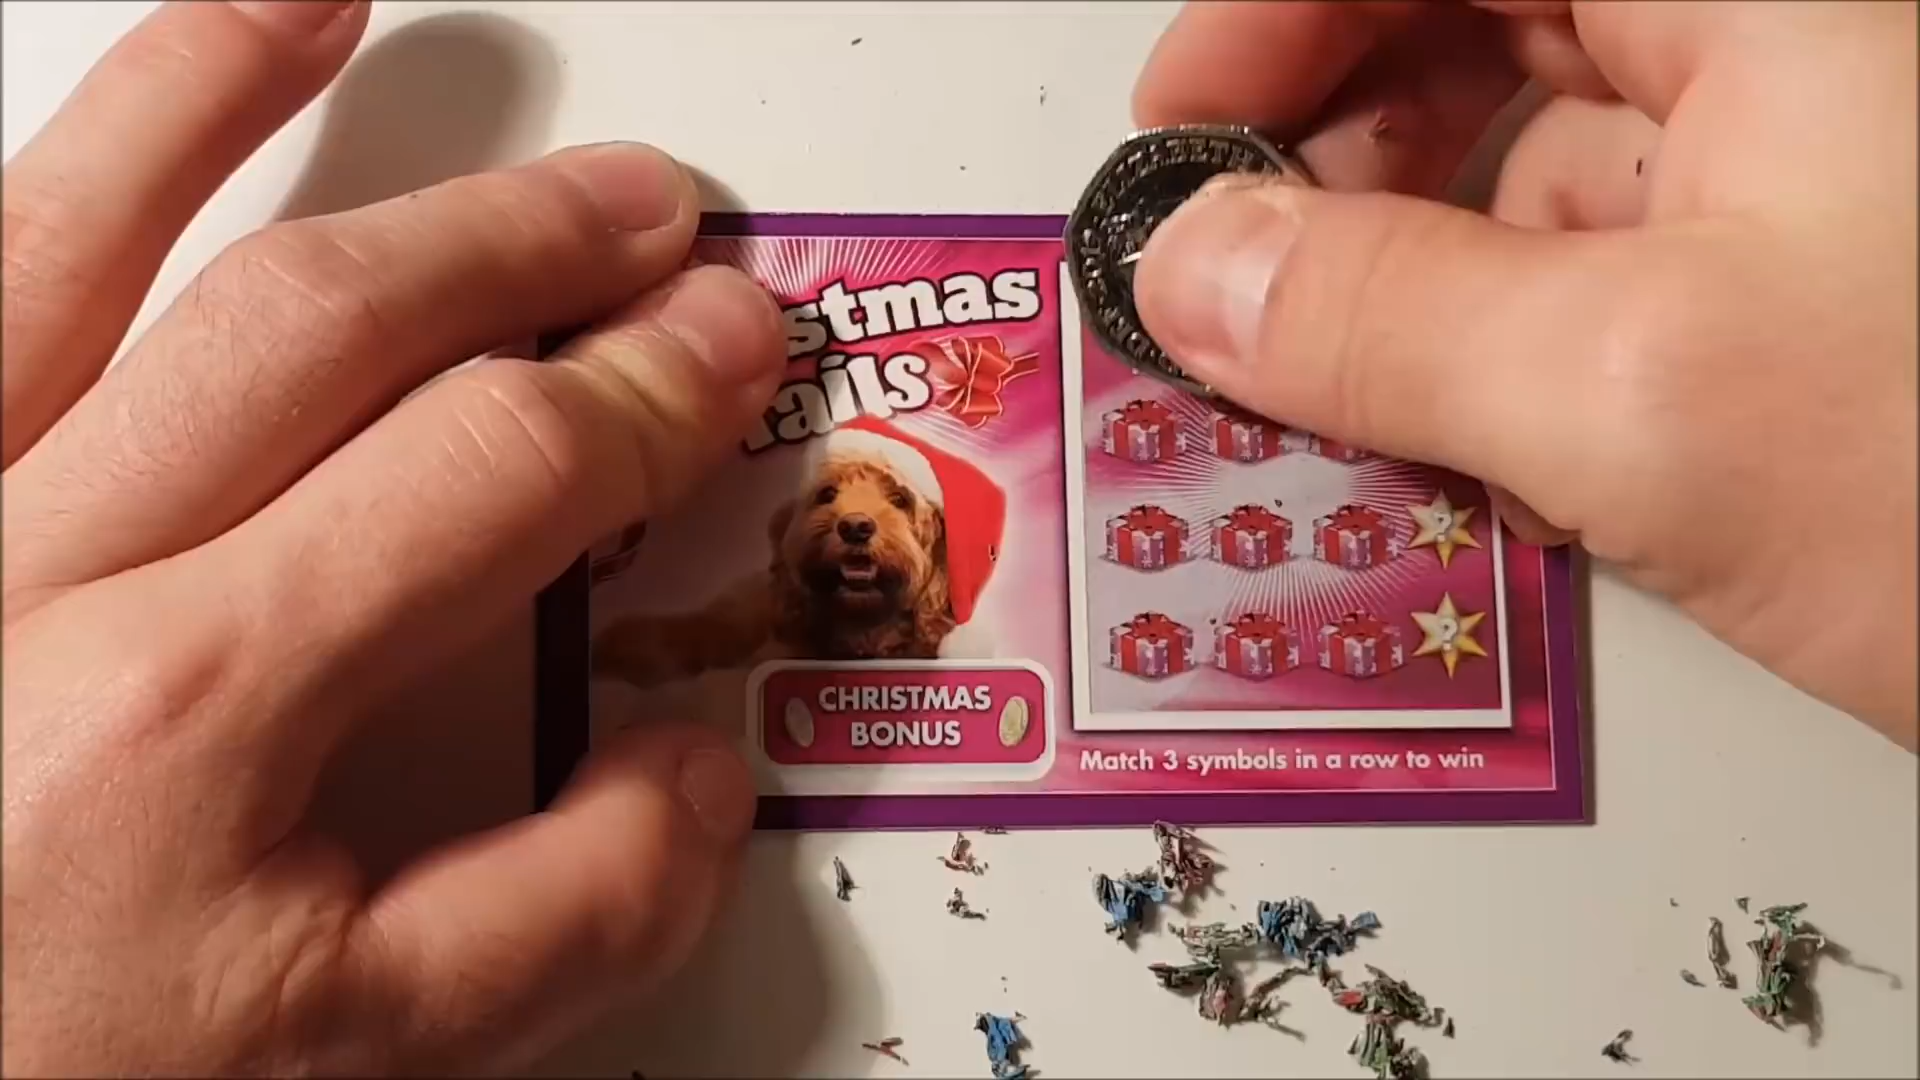 stmas
ails
CHRISTMAS
BONUS
Match 3 symbols in a row to win
?
?